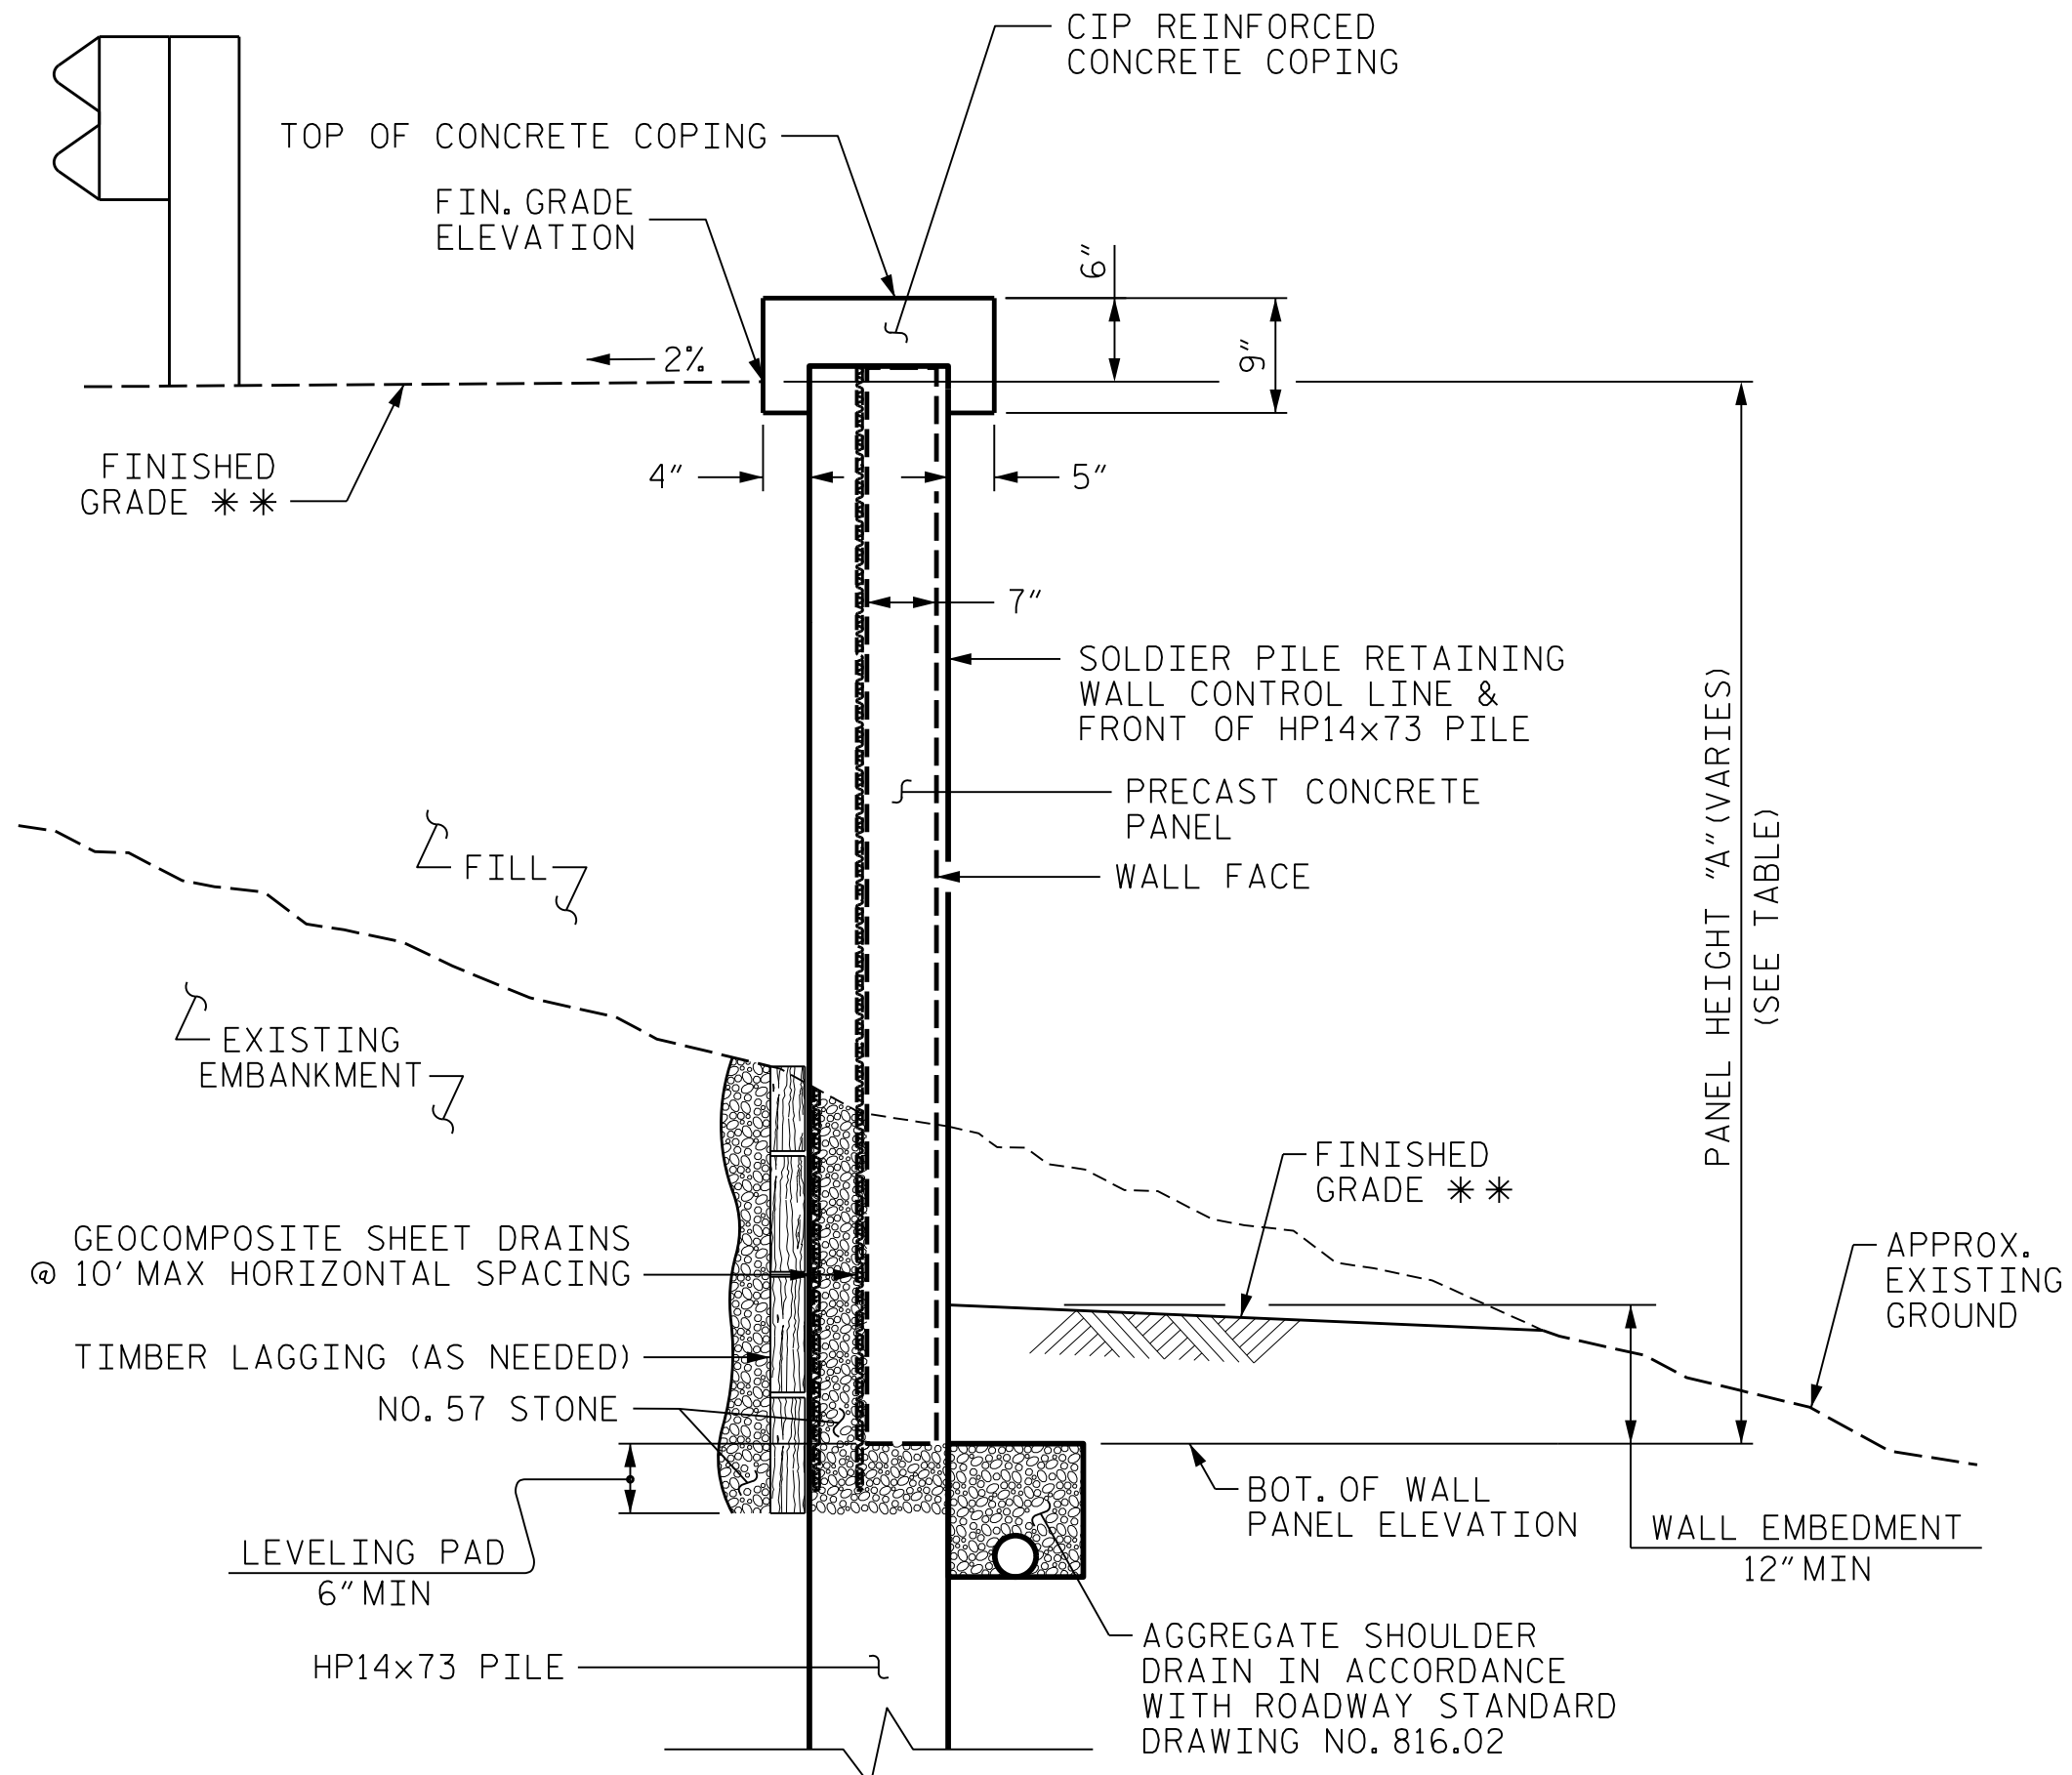 CIP REINFORCED
CONCRETE COPING
TOP OF CONCRETE COPING
FIN. GRADE
ELEVATION
6"
9"
2%
FINISHED
GRADE **
4"
5"
7"
SOLDIER PILE RETAINING
WALL CONTROL LINE &
FRONT OF HP14x73 PILE
PANEL HEIGHT "A" (VARIES)
(SEE TABLE)
PRECAST CONCRETE
PANEL
FILL
WALL FACE
EXISTING
EMBANKMENT
FINISHED
GRADE **
GEOCOMPOSITE SHEET DRAINS
@ 10' MAX HORIZONTAL SPACING
APPROX.
EXISTING
GROUND
TIMBER LAGGING (AS NEEDED)
NO. 57 STONE
BOT. OF WALL
PANEL ELEVATION
WALL EMBEDMENT
12" MIN
LEVELING PAD
6" MIN
HP14x73 PILE
AGGREGATE SHOULDER
DRAIN IN ACCORDANCE
WITH ROADWAY STANDARD
DRAWING NO. 816.02